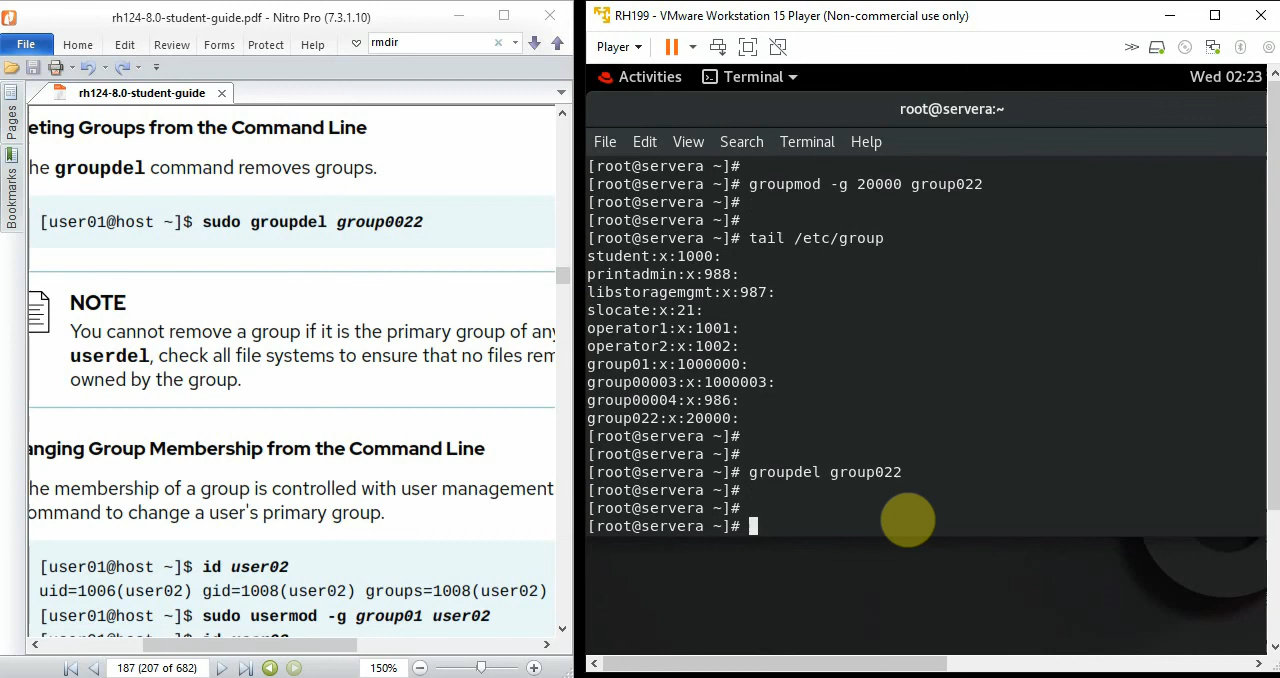 rh124-8.0-student-guide.pdf - Nitro Pro (7.3.1.10)
File Home Edit Review Forms Protect Help rmdir
rh124-8.0-student-guide
Pages
Bookmarks
eting Groups from the Command Line
he groupdel command removes groups.
[user01@host ~]$ sudo groupdel group0022
NOTE
You cannot remove a group if it is the primary group of any
userdel, check all file systems to ensure that no files rem
owned by the group.
anging Group Membership from the Command Line
he membership of a group is controlled with user management
ommand to change a user's primary group.
[user01@host ~]$ id user02
uid=1006(user02) gid=1008(user02) groups=1008(user02)
[user01@host ~]$ sudo usermod -g group01 user02
187 (207 of 682) 150%
RH199 - VMware Workstation 15 Player (Non-commercial use only)
Player
Activities Terminal Wed 02:23
root@servera:~
File Edit View Search Terminal Help
[root@servera ~]#
[root@servera ~]# groupmod -g 20000 group022
[root@servera ~]#
[root@servera ~]#
[root@servera ~]# tail /etc/group
student:x:1000:
printadmin:x:988:
libstoragemgmt:x:987:
slocate:x:21:
operator1:x:1001:
operator2:x:1002:
group01:x:1000000:
group00003:x:1000003:
group00004:x:986:
group022:x:20000:
[root@servera ~]#
[root@servera ~]#
[root@servera ~]# groupdel group022
[root@servera ~]#
[root@servera ~]#
[root@servera ~]#